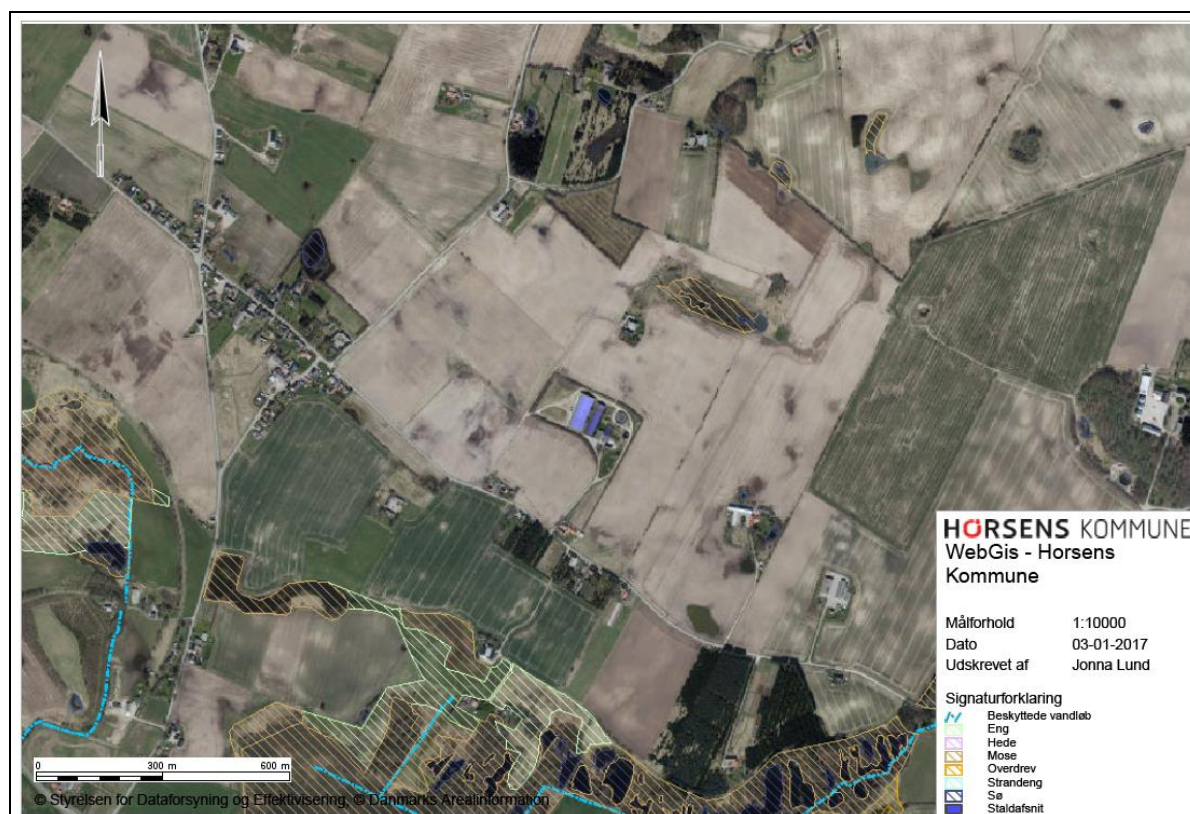 HORSENS KOMMUNE
WebGis - Horsens
Kommune
Målforhold 1:10000
Dato 03-01-2017
Udskrevet af Jonna Lund
Signaturforklaring
Beskyttede vandløb
Eng
Hede
Mose
Overdrev
Strandeng
Sø
Staldafsnit
0 300 m 600 m
© Styrelsen for Dataforsyning og Effektivisering, © Danmarks Arealinformation